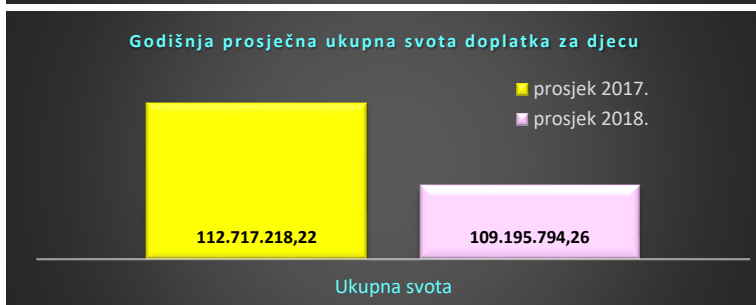 Godišnja prosječna ukupna svota doplatka za djecu
prosjek 2017.
prosjek 2018.
112.717.218,22
109.195.794,26
Ukupna svota